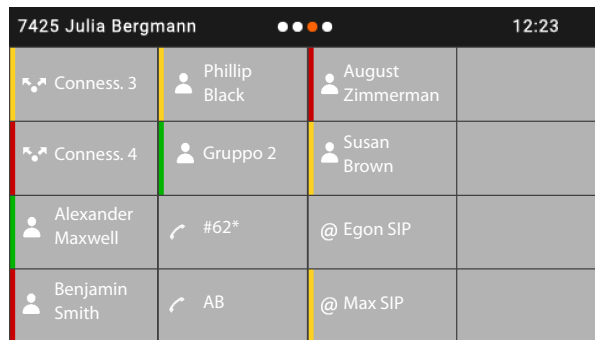 7425 Julia Bergmann 12:23
Conness. 3
Phillip
Black
August
Zimmerman
Conness. 4
Gruppo 2
Susan
Brown
Alexander
Maxwell
#62*
@ Egon SIP
Benjamin
Smith
AB
@ Max SIP